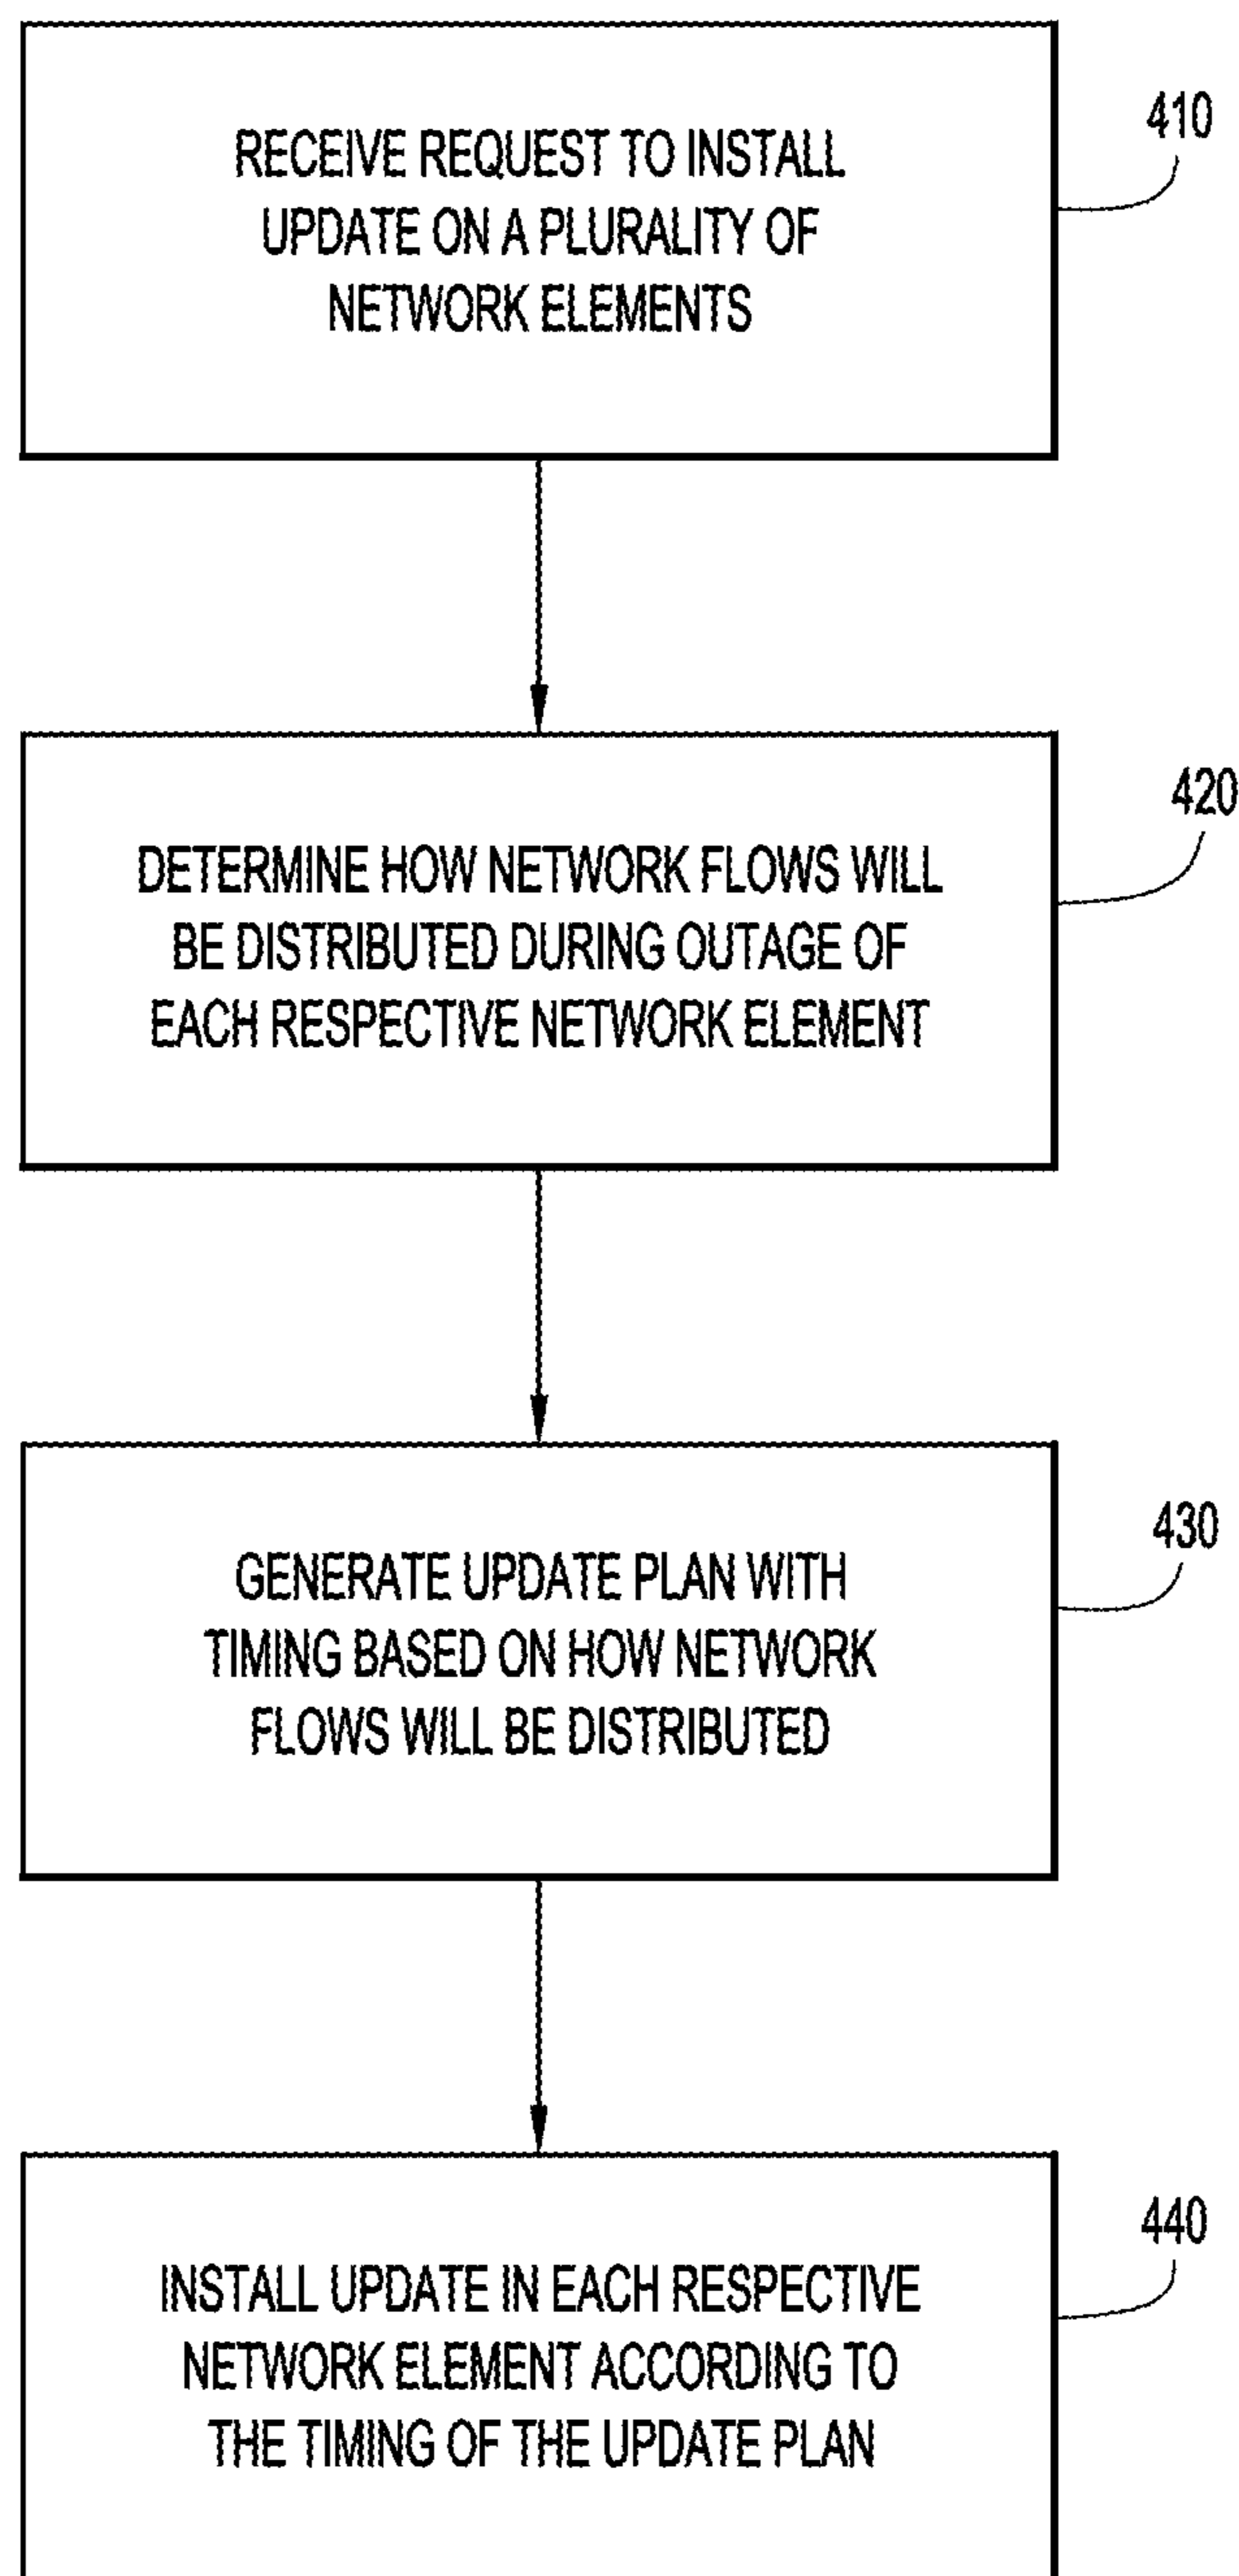 RECEIVE REQUEST TO INSTALL
UPDATE ON A PLURALITY OF
NETWORK ELEMENTS
410
DETERMINE HOW NETWORK FLOWS WILL
BE DISTRIBUTED DURING OUTAGE OF
EACH RESPECTIVE NETWORK ELEMENT
420
GENERATE UPDATE PLAN WITH
TIMING BASED ON HOW NETWORK
FLOWS WILL BE DISTRIBUTED
430
INSTALL UPDATE IN EACH RESPECTIVE
NETWORK ELEMENT ACCORDING TO
THE TIMING OF THE UPDATE PLAN
440